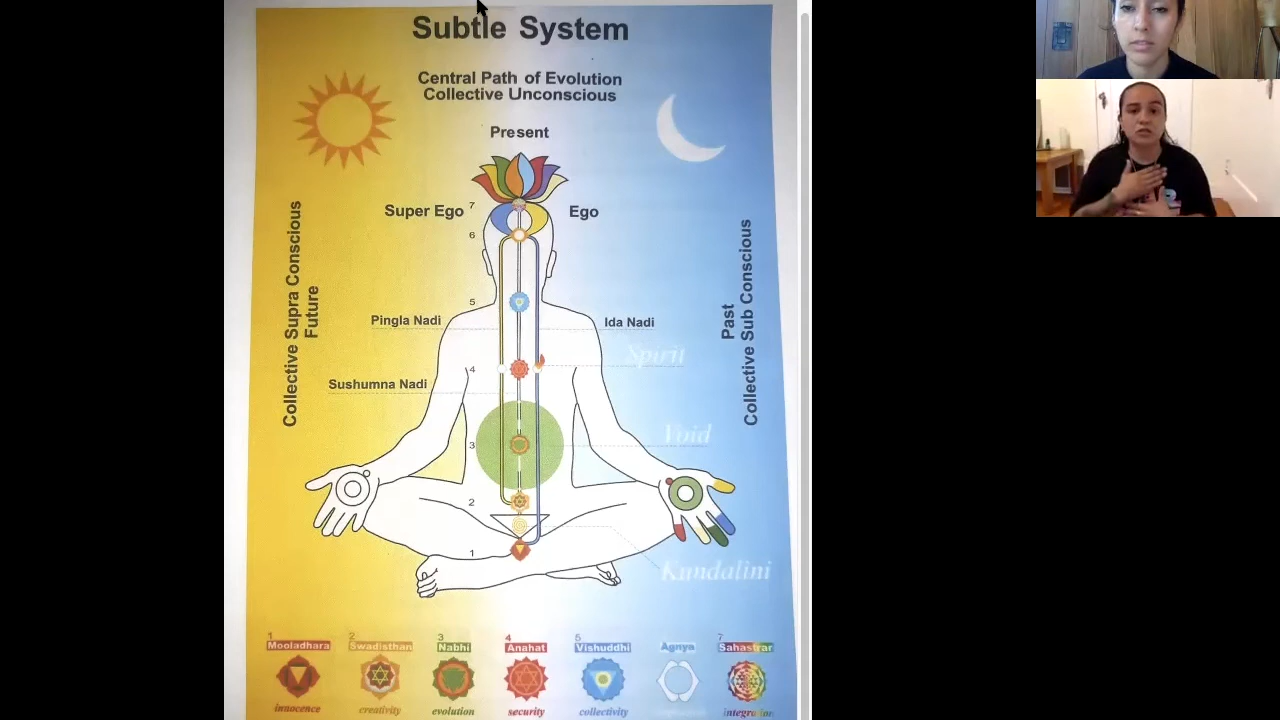 Subtle System
Central Path of Evolution
Collective Unconscious
Present
Super Ego
7
Ego
6
Collective Supra Conscious
Future
Past
Collective Sub Conscious
5
Pingla Nadi
Ida Nadi
Spirit
4
Sushumna Nadi
Void
3
2
1
Kundalini
1 2 3 4 5 7
Mooladhara Swadisthan Nabhi Anahat Vishuddhi Agnya Sahastrar
innocence creativity evolution security collectivity integration